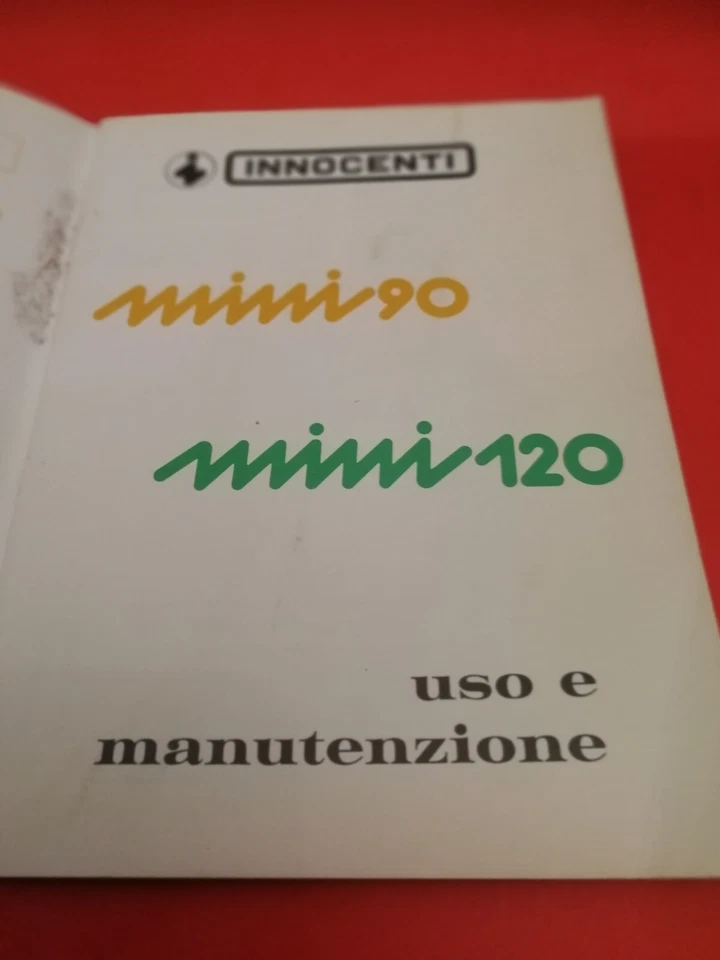 INNOCENTI
mini 90
mini 120
uso e
manutenzione